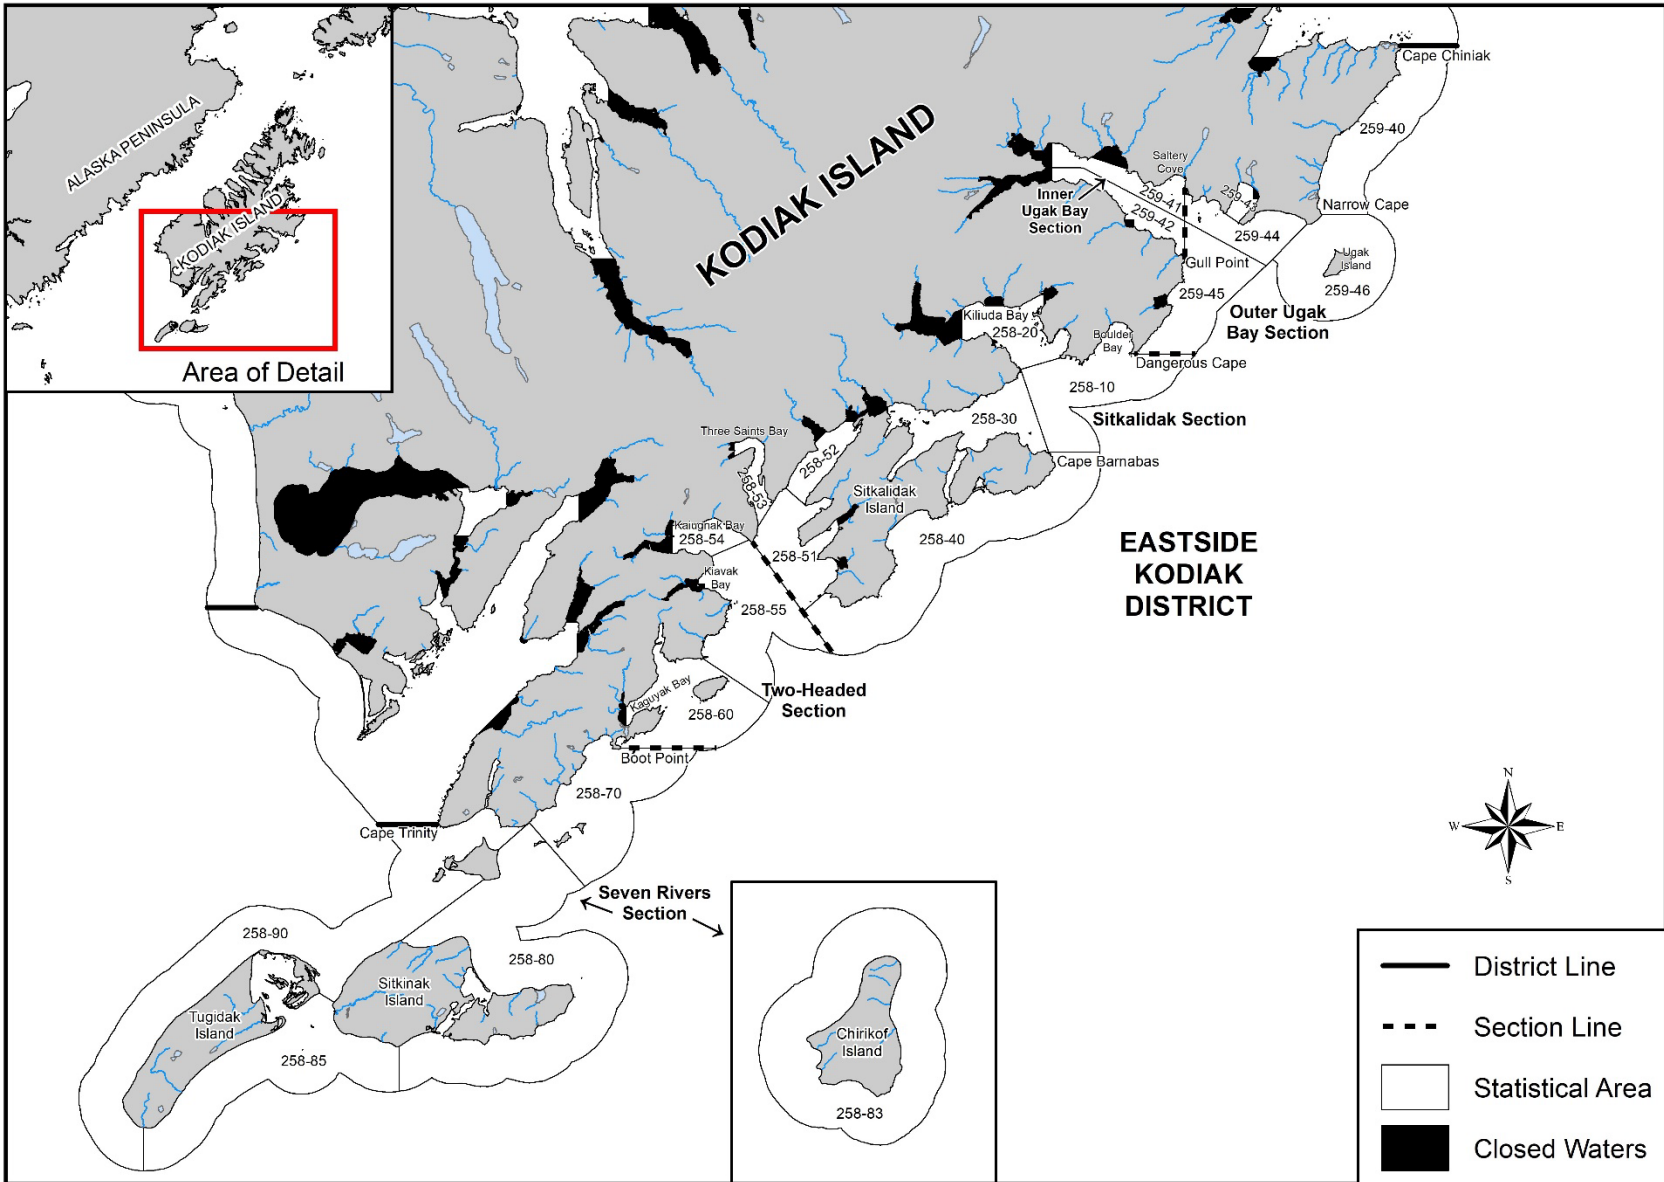 ALASKA PENINSULA
KODIAK ISLAND
Area of Detail
KODIAK ISLAND
Cape Chiniak
259-40
Saltery
Cove
Inner
Ugak Bay
Section
259-41
259-42
259-43
Narrow Cape
259-44
Gull Point
Ugak
Island
259-45
259-46
Outer Ugak
Bay Section
Kiliuda Bay
258-20
Boulder
Bay
Dangerous Cape
258-10
258-30
Sitkalidak Section
Three Saints Bay
258-52
Cape Barnabas
258-53
Sitkalidak
Island
Kaiugnak Bay
258-54
258-51
258-40
EASTSIDE
KODIAK
DISTRICT
Kiavak
Bay
258-55
Two-Headed
Section
Kaguyak Bay
258-60
Boot Point
258-70
Cape Trinity
Seven Rivers
Section
258-90
258-80
Sitkinak
Island
Tugidak
Island
258-85
Chirikof
Island
258-83
N
W
E
S
District Line
Section Line
Statistical Area
Closed Waters